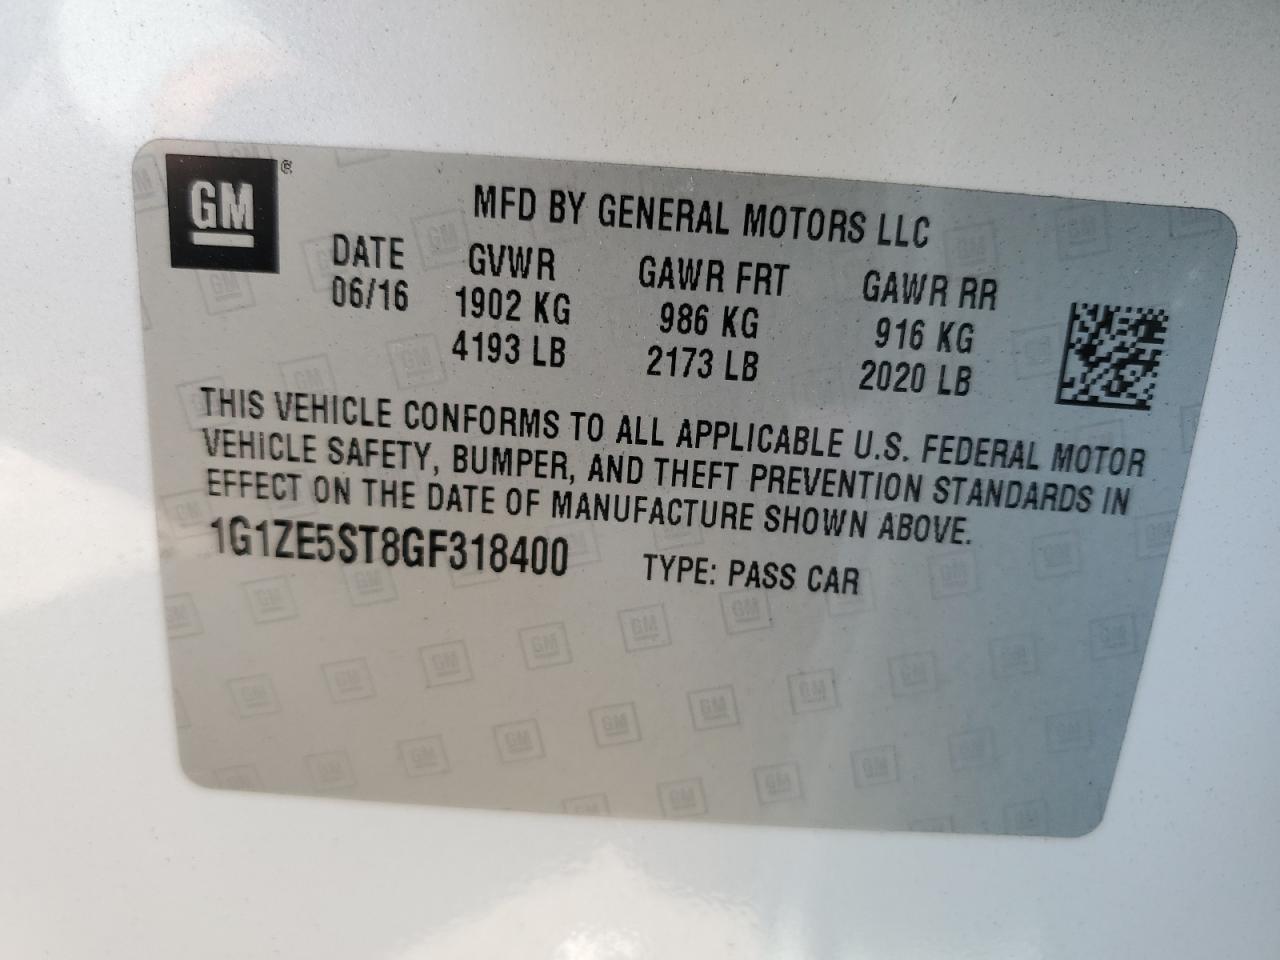 GM ®
MFD BY GENERAL MOTORS LLC
DATE GVWR GAWR FRT GAWR RR
06/16 1902 KG 986 KG 916 KG
4193 LB 2173 LB 2020 LB
THIS VEHICLE CONFORMS TO ALL APPLICABLE U.S. FEDERAL MOTOR
VEHICLE SAFETY, BUMPER, AND THEFT PREVENTION STANDARDS IN
EFFECT ON THE DATE OF MANUFACTURE SHOWN ABOVE.
1G1ZE5ST8GF318400 TYPE: PASS CAR